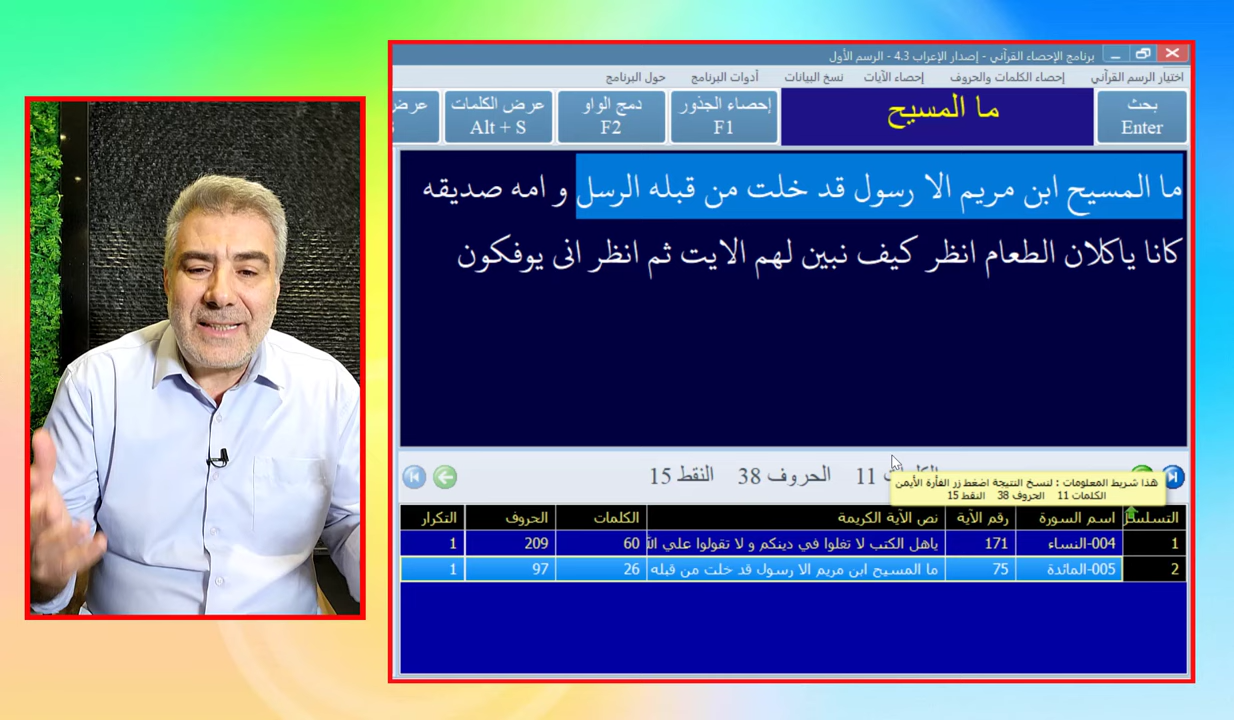 برنامج الإحصاء القرآني - إصدار الإعراب 4.3 - الرسم الأول
اختيار الرسم القرآني إحصاء الكلمات والحروف إحصاء الآيات نسخ البيانات أدوات البرنامج حول البرنامج
بحث ما المسيح إحصاء الجذور دمج الواو عرض الكلمات
Enter F1 F2 Alt + S
ما المسيح ابن مريم الا رسول قد خلت من قبله الرسل و امه صديقه
كانا ياكلان الطعام انظر كيف نبين لهم الايت ثم انظر انى يوفكون
11 الحروف 38 النقط 15
هذا شريط المعلومات : لنسخ النتيجة اضغط زر الفأرة الأيمن
الكلمات 11 الحروف 38 النقط 15
التسلسل اسم السورة رقم الآية نص الآية الكريمة الكلمات الحروف التكرار
1 004-النساء 171 ياهل الكتب لا تغلوا في دينكم و لا تقولوا علي 60 209 1
2 005-المائدة 75 ما المسيح ابن مريم الا رسول قد خلت من قبله 26 97 1